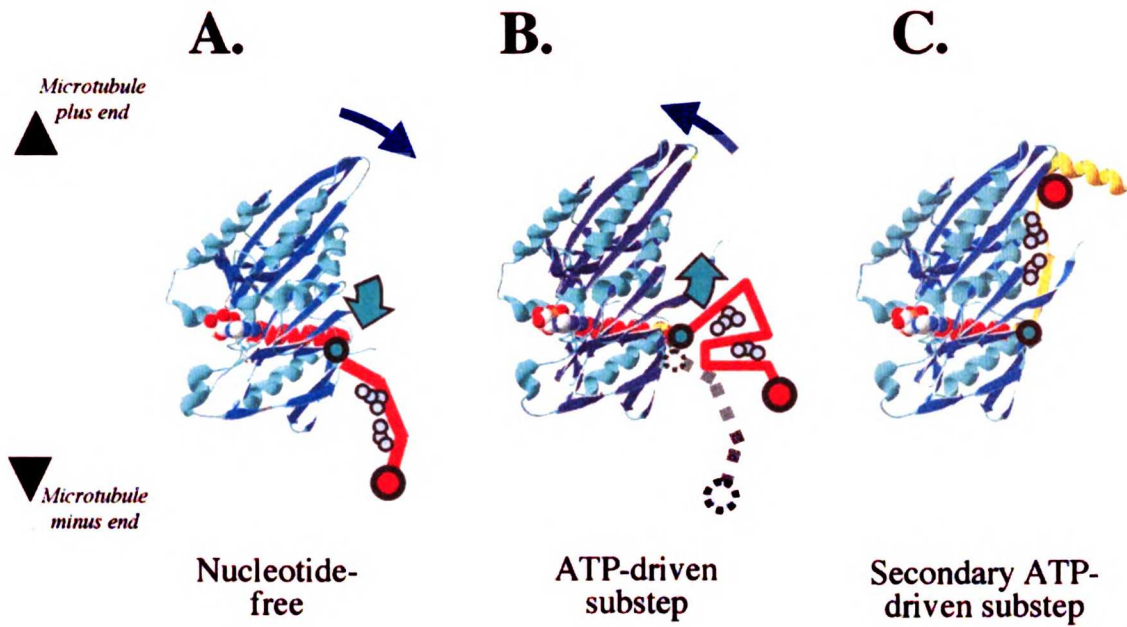 A.
B.
C.
Microtubule
plus end
Microtubule
minus end
Nucleotide-
free
ATP-driven
substep
Secondary ATP-
driven substep